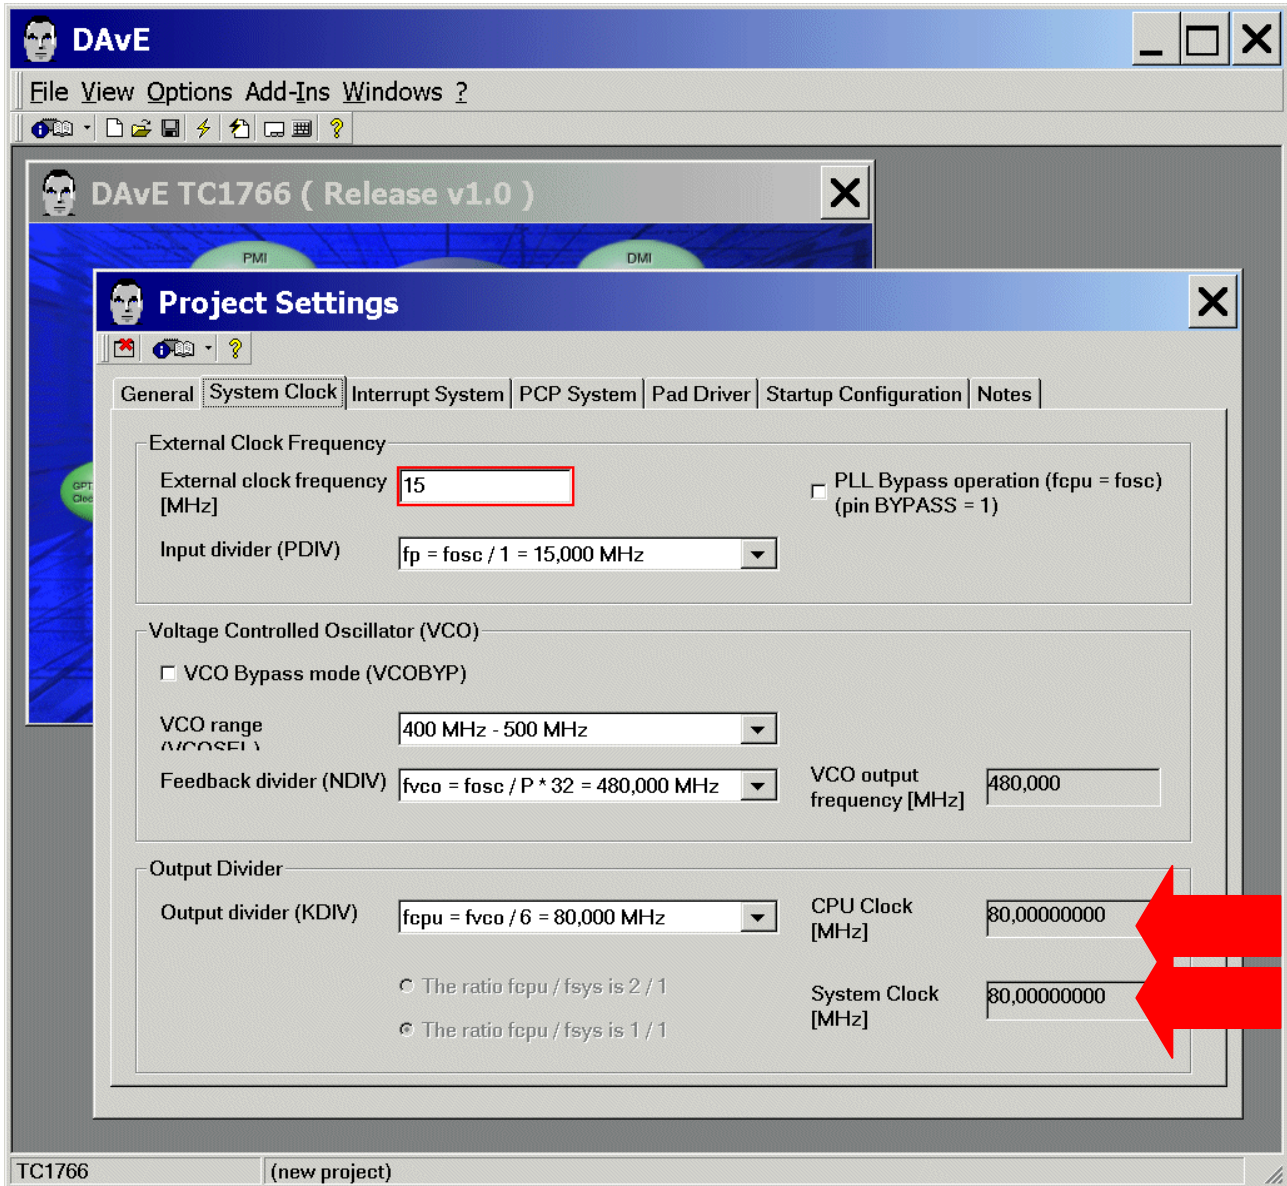 DAvE
File View Options Add-Ins Windows ?
DAvE TC1766 ( Release v1.0 )
PMI
DMI
Project Settings
General System Clock Interrupt System PCP System Pad Driver Startup Configuration Notes
External Clock Frequency
External clock frequency
[MHz]
15
PLL Bypass operation (fcpu = fosc)
(pin BYPASS = 1)
Input divider (PDIV)
fp = fosc / 1 = 15,000 MHz
GPT
Voltage Controlled Oscillator (VCO)
VCO Bypass mode (VCOBYP)
VCO range
(VCOSEL)
400 MHz - 500 MHz
Feedback divider (NDIV)
fvco = fosc / P * 32 = 480,000 MHz
VCO output
frequency [MHz]
480,000
Output Divider
Output divider (KDIV)
fcpu = fvco / 6 = 80,000 MHz
CPU Clock
[MHz]
80,00000000
The ratio fcpu / fsys is 2 / 1
The ratio fcpu / fsys is 1 / 1
System Clock
[MHz]
80,00000000
TC1766
(new project)